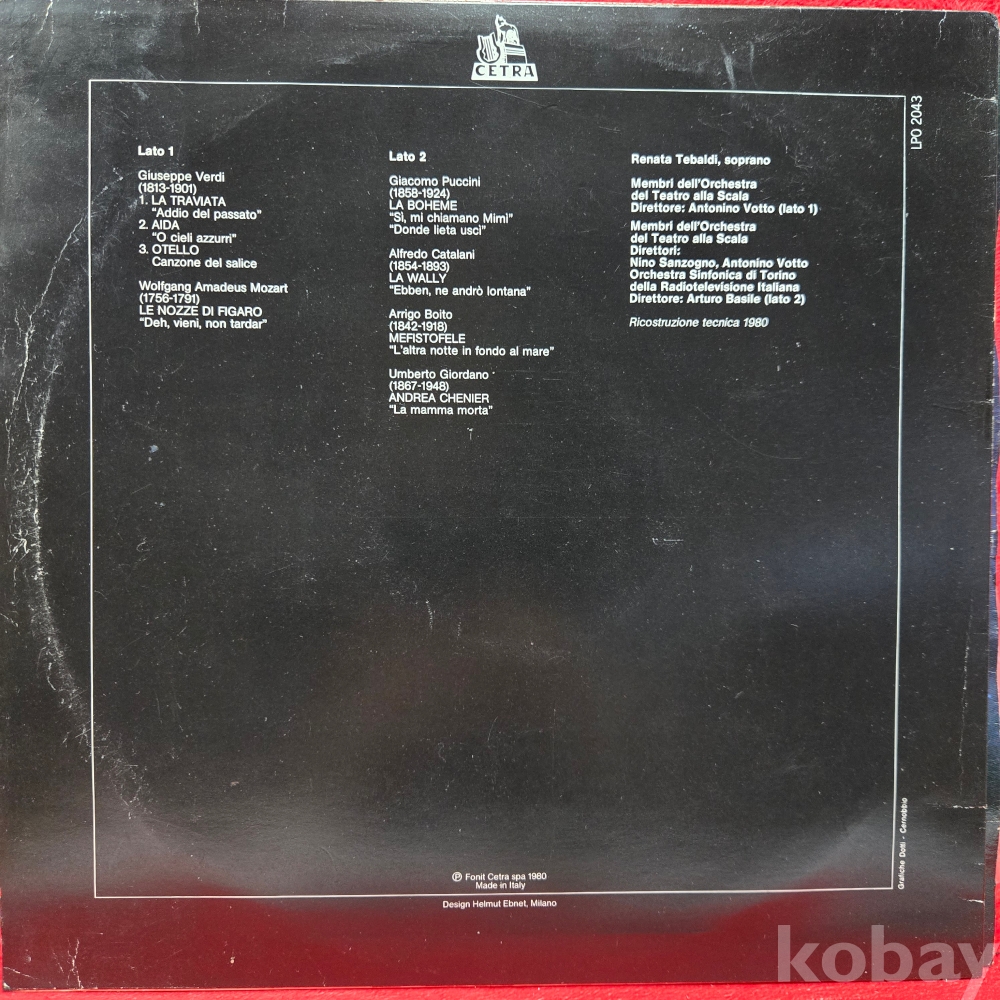 CETRA
LPO 2043
Lato 1
Giuseppe Verdi
(1813-1901)
1. LA TRAVIATA
"Addio del passato"
2. AIDA
"O cieli azzurri"
3. OTELLO
Canzone del salice
Wolfgang Amadeus Mozart
(1756-1791)
LE NOZZE DI FIGARO
"Deh, vieni, non tardar"
Lato 2
Giacomo Puccini
(1858-1924)
LA BOHEME
"Sì, mi chiamano Mimì"
"Donde lieta uscì"
Alfredo Catalani
(1854-1893)
LA WALLY
"Ebben, ne andrò lontana"
Arrigo Boito
(1842-1918)
MEFISTOFELE
"L'altra notte in fondo al mare"
Umberto Giordano
(1867-1948)
ANDREA CHENIER
"La mamma morta"
Renata Tebaldi, soprano
Membri dell'Orchestra
del Teatro alla Scala
Direttore: Antonino Votto (lato 1)
Membri dell'Orchestra
del Teatro alla Scala
Direttori:
Nino Sanzogno, Antonino Votto
Orchestra Sinfonica di Torino
della Radiotelevisione Italiana
Direttore: Arturo Basile (lato 2)
Ricostruzione tecnica 1980
Grafiche Dotti - Cernobbio
℗ Fonit Cetra spa 1980
Made in Italy
Design Helmut Ebnet, Milano
kobay